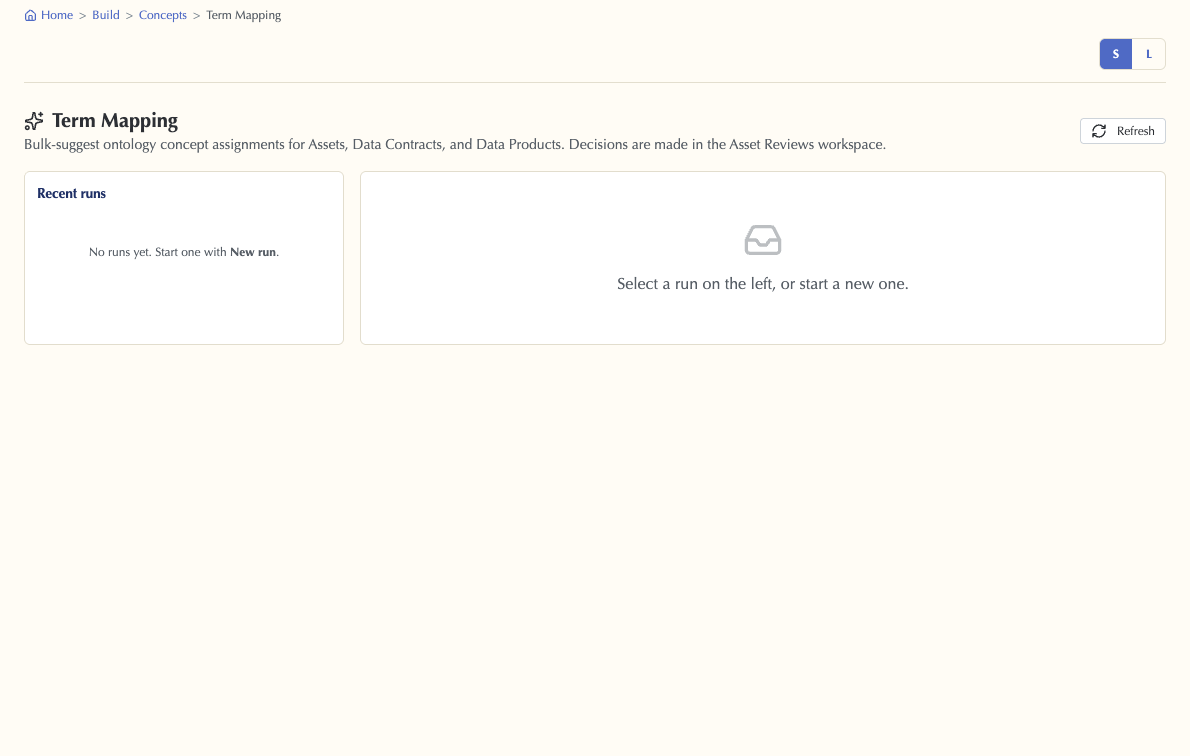 Home > Build > Concepts > Term Mapping
S L
Term Mapping
Bulk-suggest ontology concept assignments for Assets, Data Contracts, and Data Products. Decisions are made in the Asset Reviews workspace.
Refresh
Recent runs
No runs yet. Start one with New run.
Select a run on the left, or start a new one.